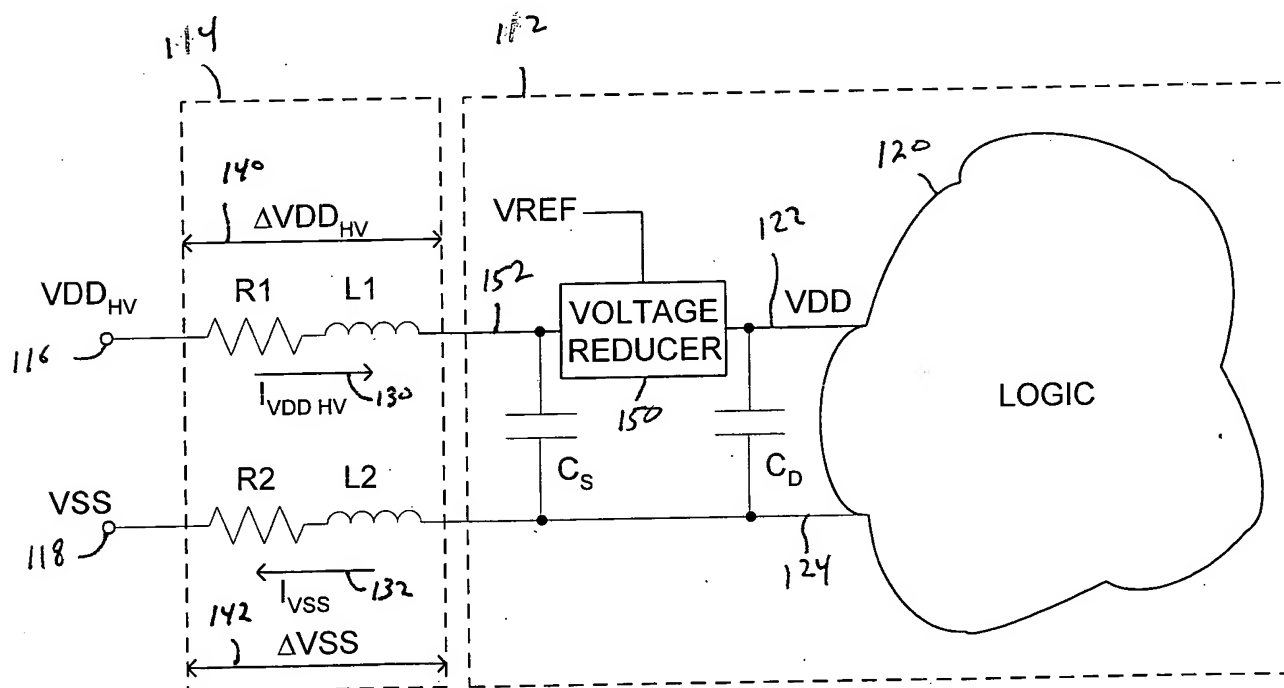 114
112
140
ΔVDD_HV
VREF
120
122
VDD_HV
R1
L1
152
VOLTAGE
REDUCER
VDD
116
I_VDD HV
130
150
LOGIC
R2
L2
C_S
C_D
VSS
118
I_VSS
132
124
142
ΔVSS